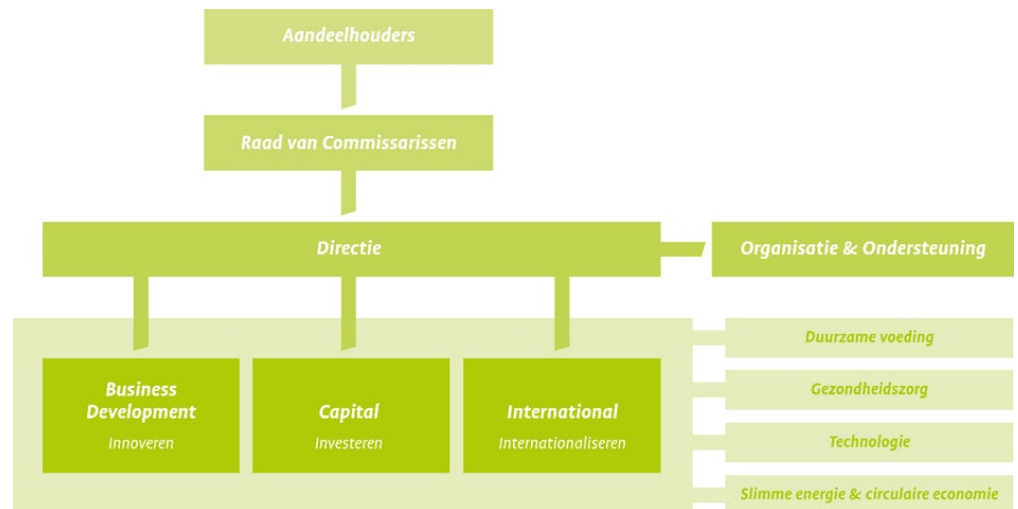 Aandeelhouders
Raad van Commissarissen
Directie
Organisatie & Ondersteuning
Business
Development
Innoveren
Capital
Investeren
International
Internationaliseren
Duurzame voeding
Gezondheidszorg
Technologie
Slimme energie & circulaire economie